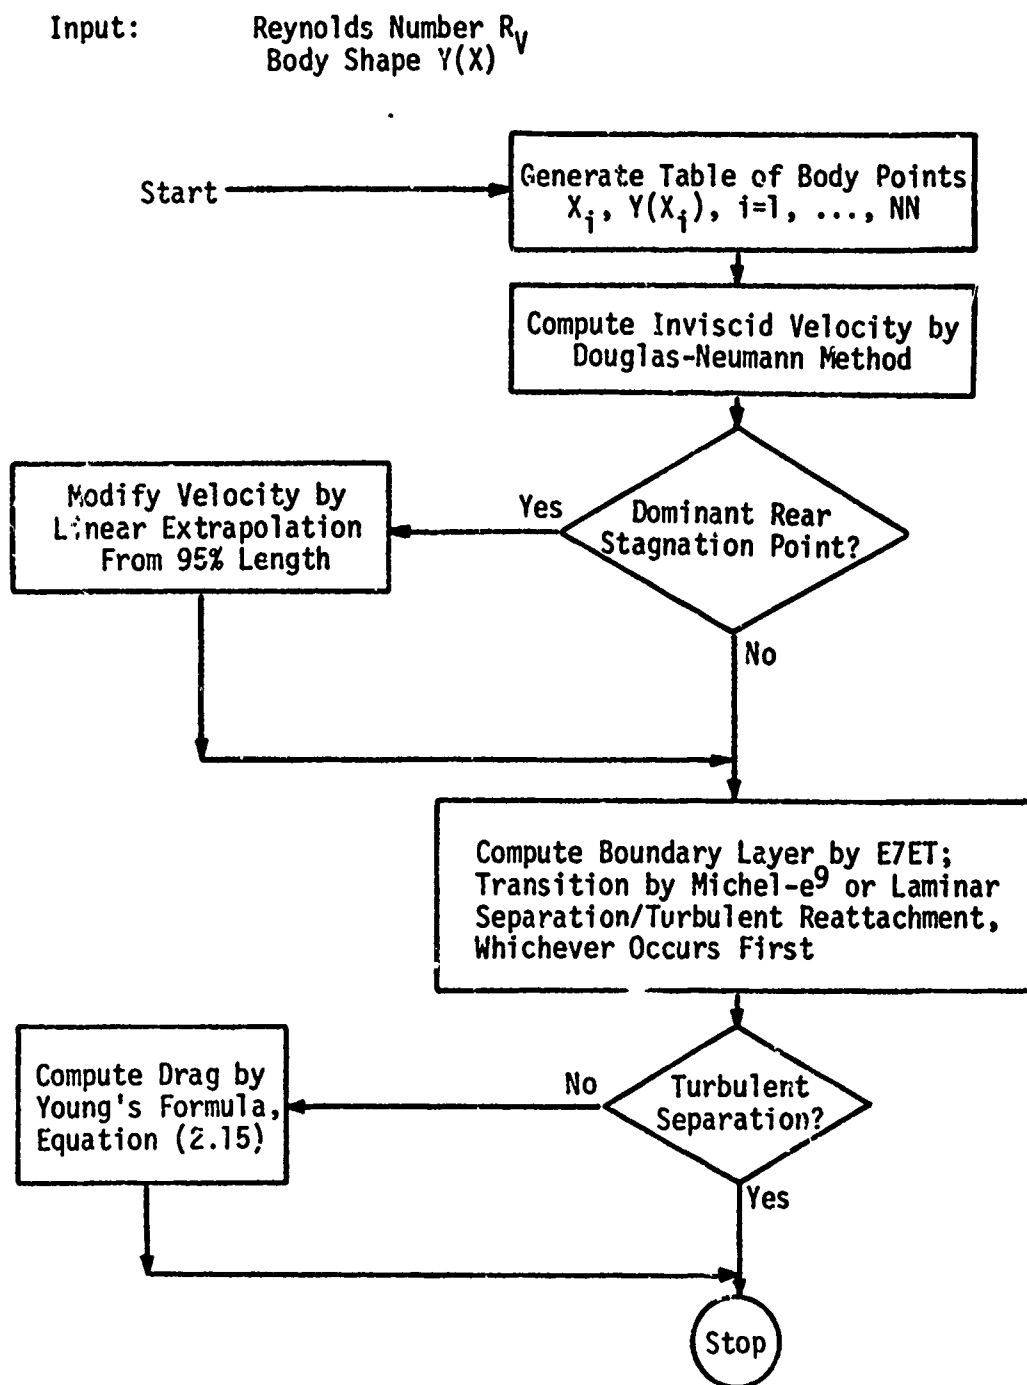 Input: Reynolds Number R_V
Body Shape Y(X)
Start
Generate Table of Body Points
X_i, Y(X_i), i=1, ..., NN
Compute Inviscid Velocity by
Douglas-Neumann Method
Dominant Rear
Stagnation Point?
Yes
Modify Velocity by
Linear Extrapolation
From 95% Length
No
Compute Boundary Layer by E7ET;
Transition by Michel-e⁹ or Laminar
Separation/Turbulent Reattachment,
Whichever Occurs First
Turbulent
Separation?
No
Compute Drag by
Young's Formula,
Equation (2.15)
Yes
Stop